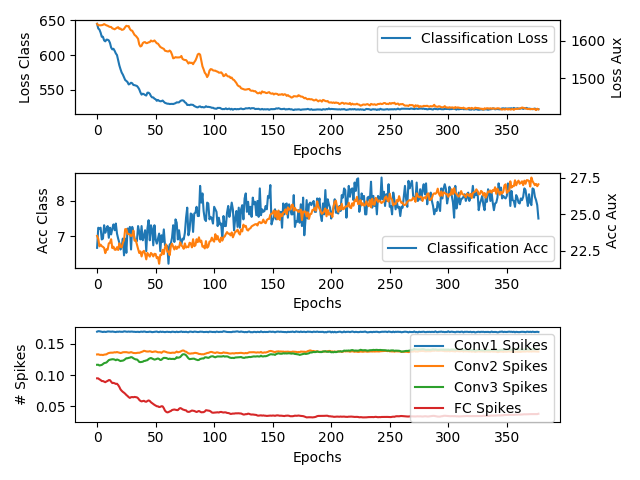 650
600
550
Loss Class
Classification Loss
1600
1500
Loss Aux
0 50 100 150 200 250 300 350
Epochs
8
7
Acc Class
Classification Acc
27.5
25.0
22.5
Acc Aux
0 50 100 150 200 250 300 350
Epochs
0.15
0.10
0.05
# Spikes
Conv1 Spikes
Conv2 Spikes
Conv3 Spikes
FC Spikes
0 50 100 150 200 250 300 350
Epochs